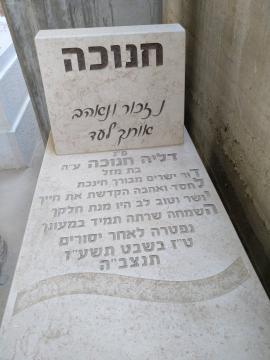 חנוכה
נזכור ונאהב
אותך לעד
פ"נ
דליה חנוכה ע"ה
בת מזל
דור ישרים מבורך חינכת
לחסד ואהבה הקדשת את חייך
יושר וטוב לב היו מנת חלקך
השמחה שרתה תמיד במעונך
נפטרה לאחר יסורים
ט"ז בשבט תשע"ז
תנצב"ה